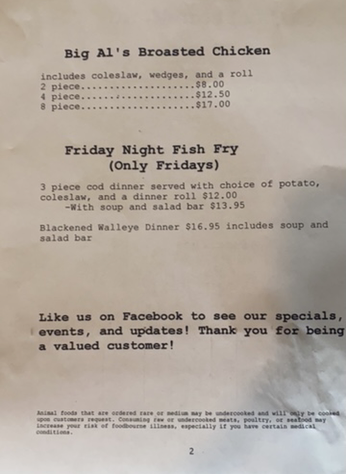 Big Al's Broasted Chicken
includes coleslaw, wedges, and a roll
2 piece....................$8.00
4 piece....................$12.50
8 piece....................$17.00
Friday Night Fish Fry
(Only Fridays)
3 piece cod dinner served with choice of potato,
coleslaw, and a dinner roll $12.00
-With soup and salad bar $13.95
Blackened Walleye Dinner $16.95 includes soup and
salad bar
Like us on Facebook to see our specials,
events, and updates! Thank you for being
a valued customer!
Animal foods that are ordered rare or medium may be undercooked and will only be cooked
upon customers request. Consuming raw or undercooked meats, poultry, or seafood may
increase your risk of foodbourne illness, especially if you have certain medical
conditions.
2